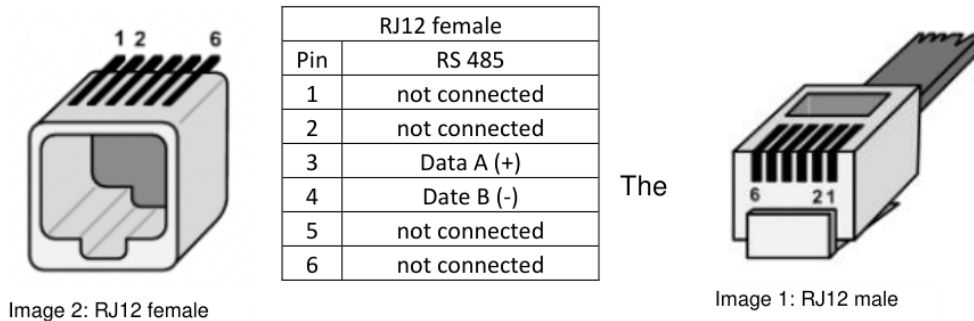 1 2 6
RJ12 female
Pin RS 485
1 not connected
2 not connected
3 Data A (+)
4 Date B (-)
5 not connected
6 not connected
The
6 2 1
Image 2: RJ12 female
Image 1: RJ12 male